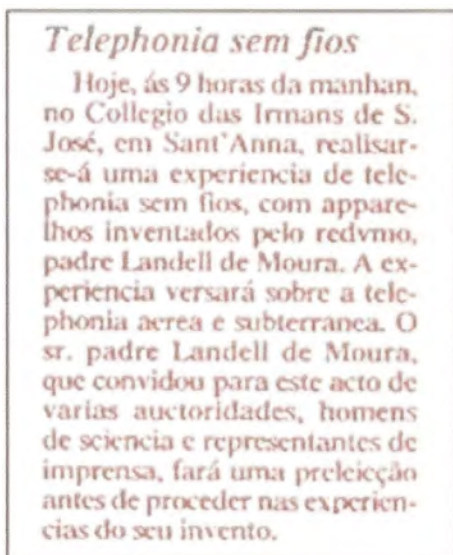 Telephonia sem fios
Hoje, ás 9 horas da manhan,
no Collegio das Irmans de S.
José, em Sant'Anna, realisar-
se-á uma experiencia de tele-
phonia sem fios, com appare-
lhos inventados pelo redvmo,
padre Landell de Moura. A ex-
periencia versará sobre a tele-
phonia aerea e subterranea. O
sr. padre Landell de Moura,
que convidou para este acto de
varias auctoridades, homens
de sciencia e representantes de
imprensa, fará uma preleicção
antes de proceder nas experien-
cias do seu invento.